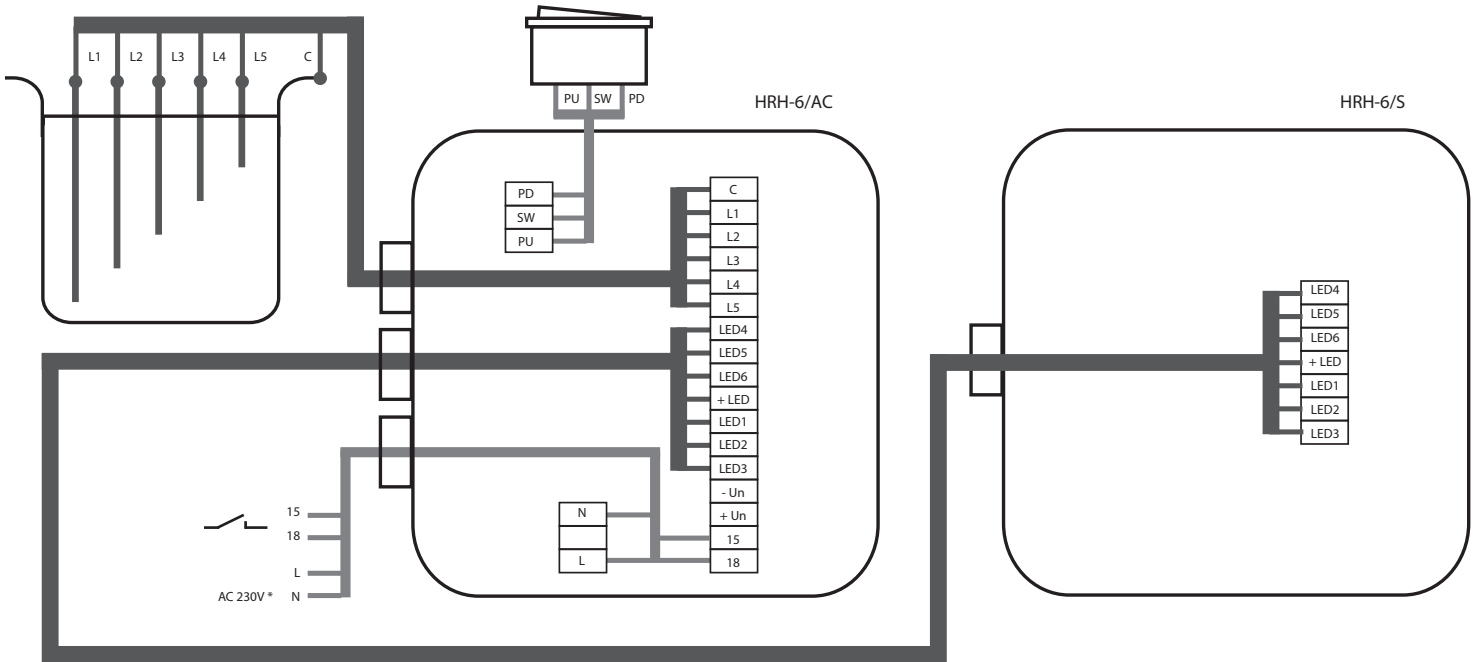 L1 L2 L3 L4 L5 C
PU SW PD
HRH-6/AC
HRH-6/S
PD
SW
PU
C
L1
L2
L3
L4
L5
LED4
LED5
LED6
+ LED
LED1
LED2
LED3
- Un
+ Un
15
18
N
L
15
18
L
AC 230V * N
LED4
LED5
LED6
+ LED
LED1
LED2
LED3